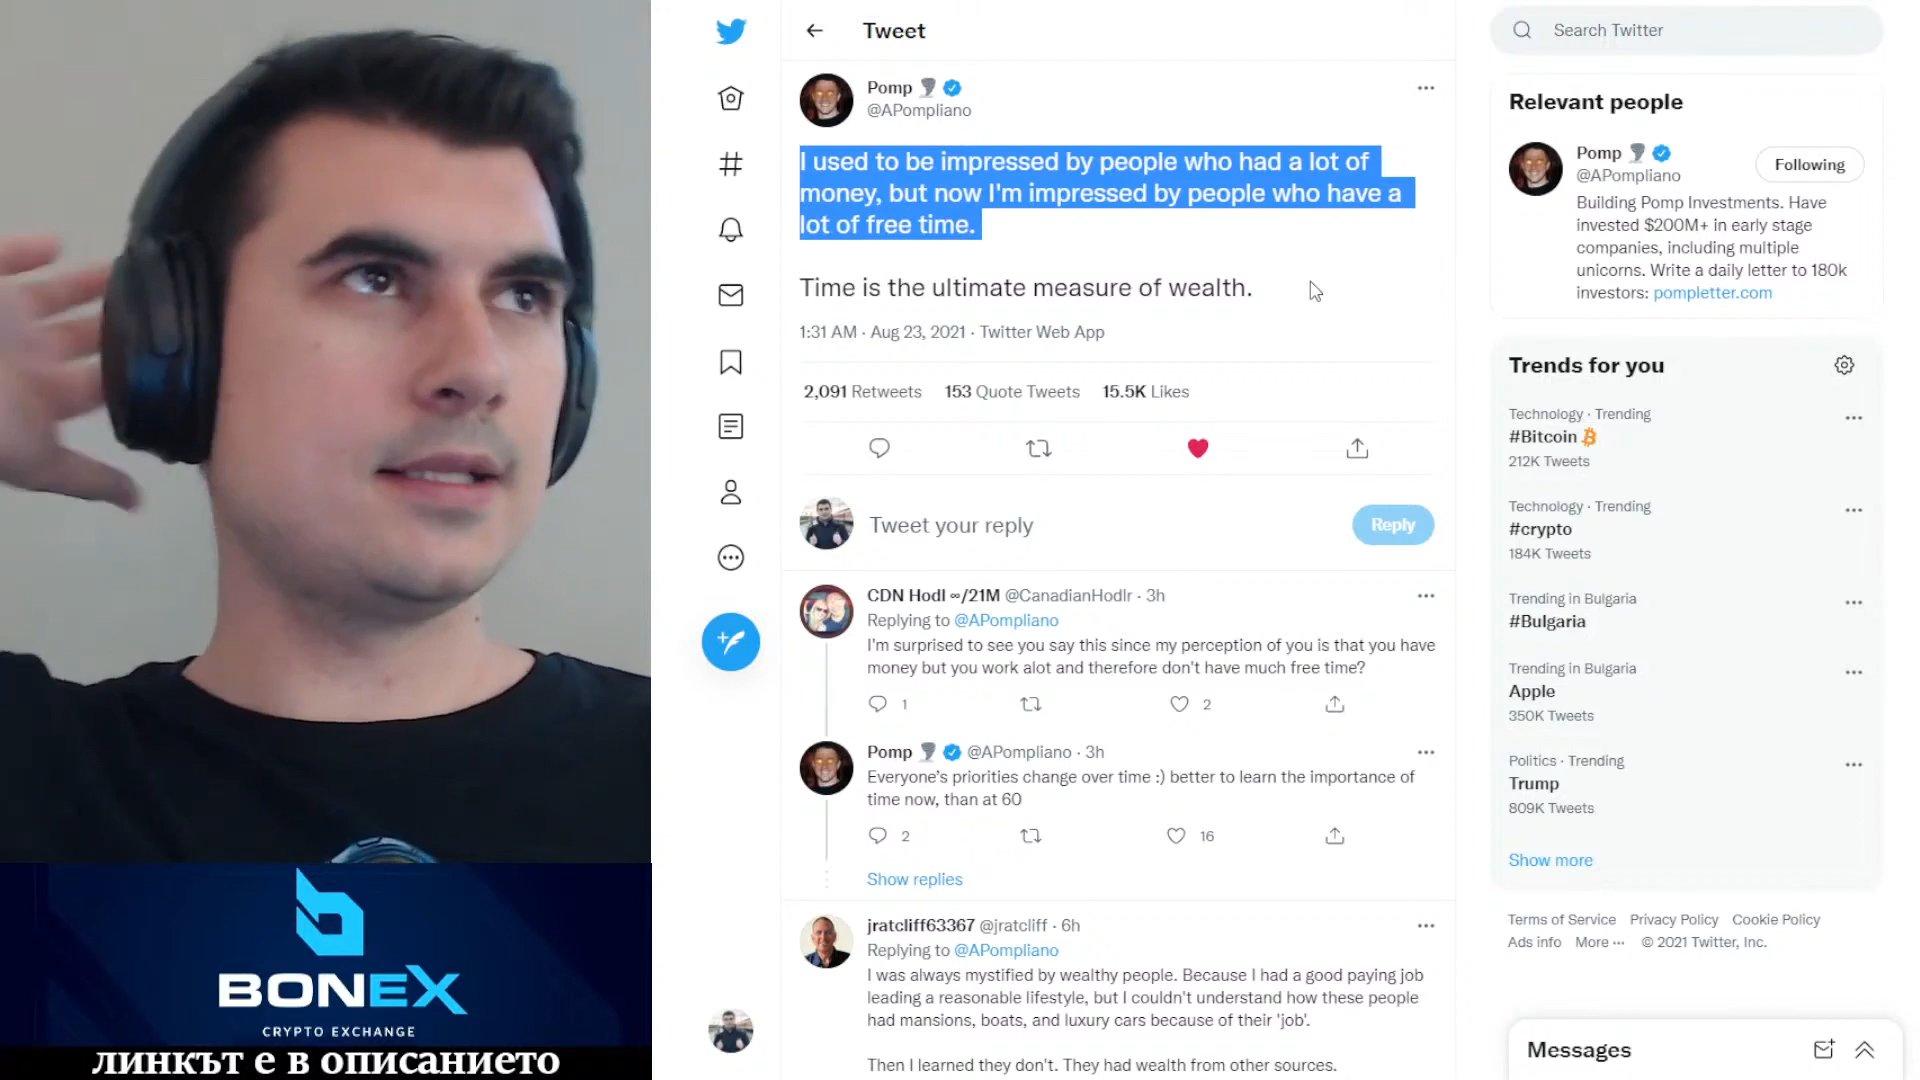 BONEX
CRYPTO EXCHANGE
ЛИНКЪТ Е В ОПИСАНИЕТО
Tweet
Pomp
@APompliano
I used to be impressed by people who had a lot of
money, but now I'm impressed by people who have a
lot of free time.
Time is the ultimate measure of wealth.
1:31 AM · Aug 23, 2021 · Twitter Web App
2,091 Retweets 153 Quote Tweets 15.5K Likes
Tweet your reply
Reply
CDN Hodl ∞/21M @CanadianHodlr · 3h
Replying to @APompliano
I'm surprised to see you say this since my perception of you is that you have
money but you work alot and therefore don't have much free time?
1 2
Pomp @APompliano · 3h
Everyone's priorities change over time :) better to learn the importance of
time now, than at 60
2 16
Show replies
jratcliff63367 @jratcliff · 6h
Replying to @APompliano
I was always mystified by wealthy people. Because I had a good paying job
leading a reasonable lifestyle, but I couldn't understand how these people
had mansions, boats, and luxury cars because of their 'job'.
Then I learned they don't. They had wealth from other sources.
Search Twitter
Relevant people
Pomp
@APompliano
Following
Building Pomp Investments. Have
invested $200M+ in early stage
companies, including multiple
unicorns. Write a daily letter to 180k
investors: pompletter.com
Trends for you
Technology · Trending
#Bitcoin
212K Tweets
Technology · Trending
#crypto
184K Tweets
Trending in Bulgaria
#Bulgaria
Trending in Bulgaria
Apple
350K Tweets
Politics · Trending
Trump
809K Tweets
Show more
Terms of Service Privacy Policy Cookie Policy
Ads info More ··· © 2021 Twitter, Inc.
Messages